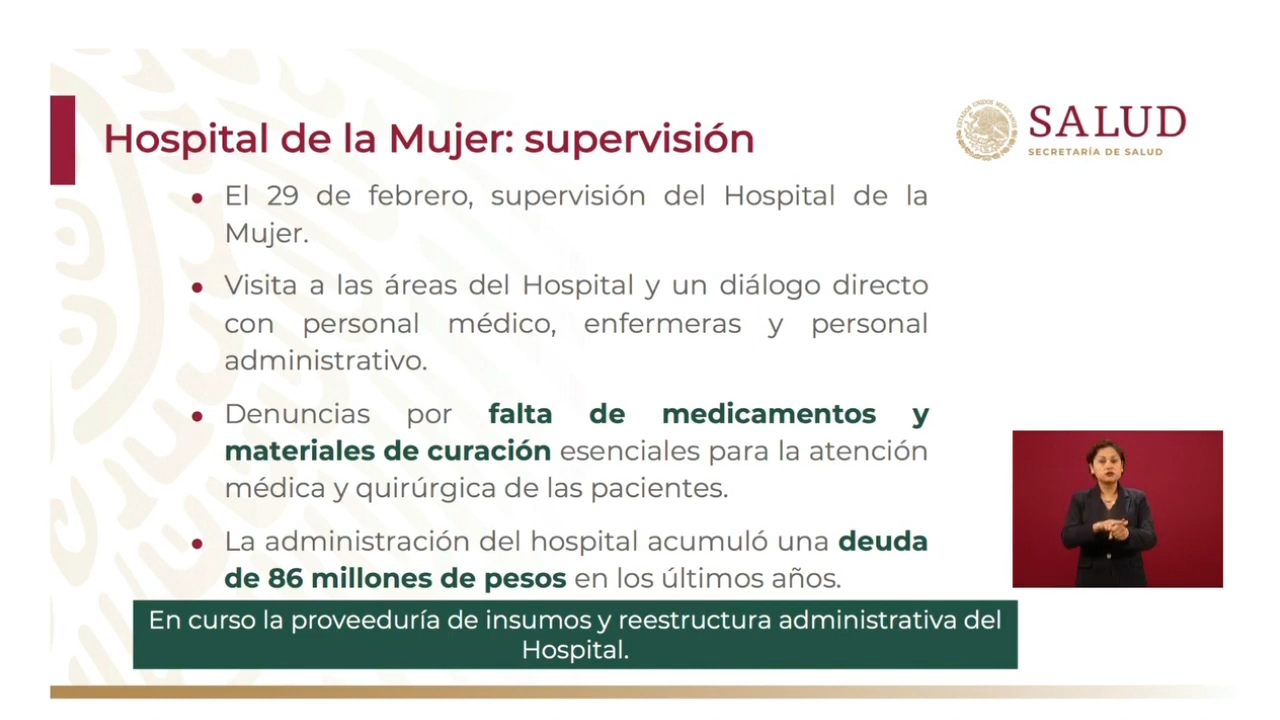 Hospital de la Mujer: supervisión
SALUD
SECRETARÍA DE SALUD
● El 29 de febrero, supervisión del Hospital de la
Mujer.
● Visita a las áreas del Hospital y un diálogo directo
con personal médico, enfermeras y personal
administrativo.
● Denuncias por falta de medicamentos y
materiales de curación esenciales para la atención
médica y quirúrgica de las pacientes.
● La administración del hospital acumuló una deuda
de 86 millones de pesos en los últimos años.
En curso la proveeduría de insumos y reestructura administrativa del
Hospital.